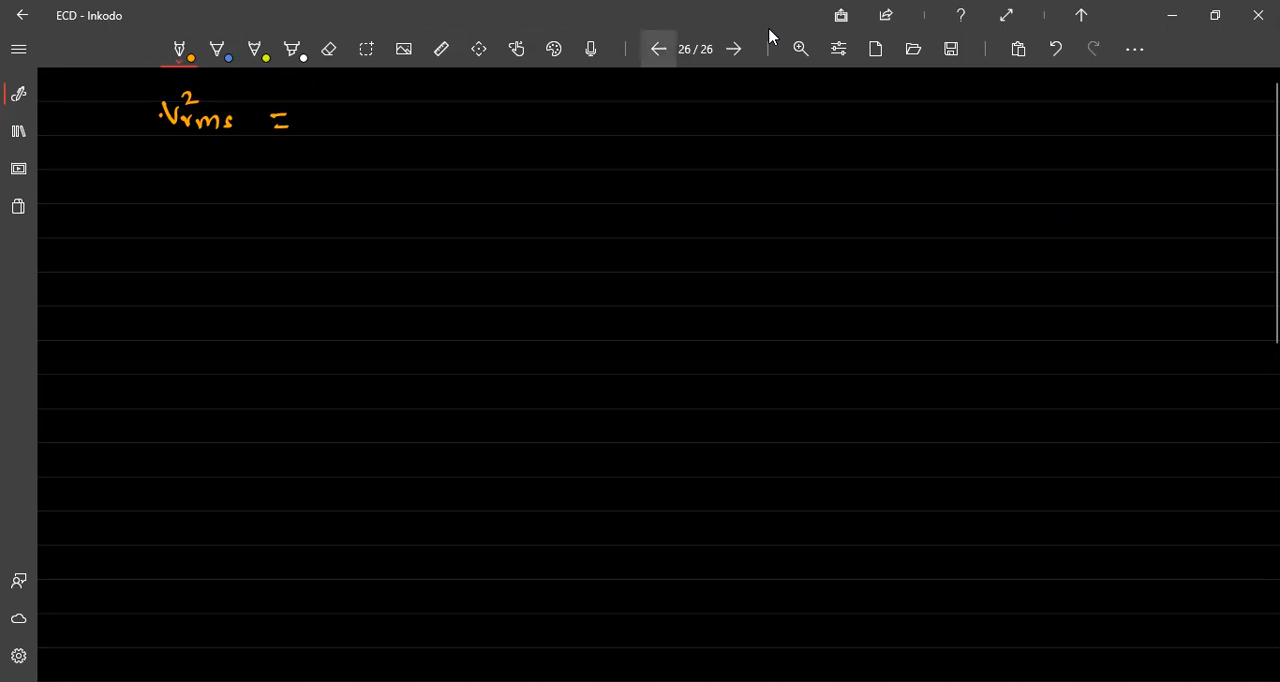 ECD - Inkodo
26 / 26
V²rms =